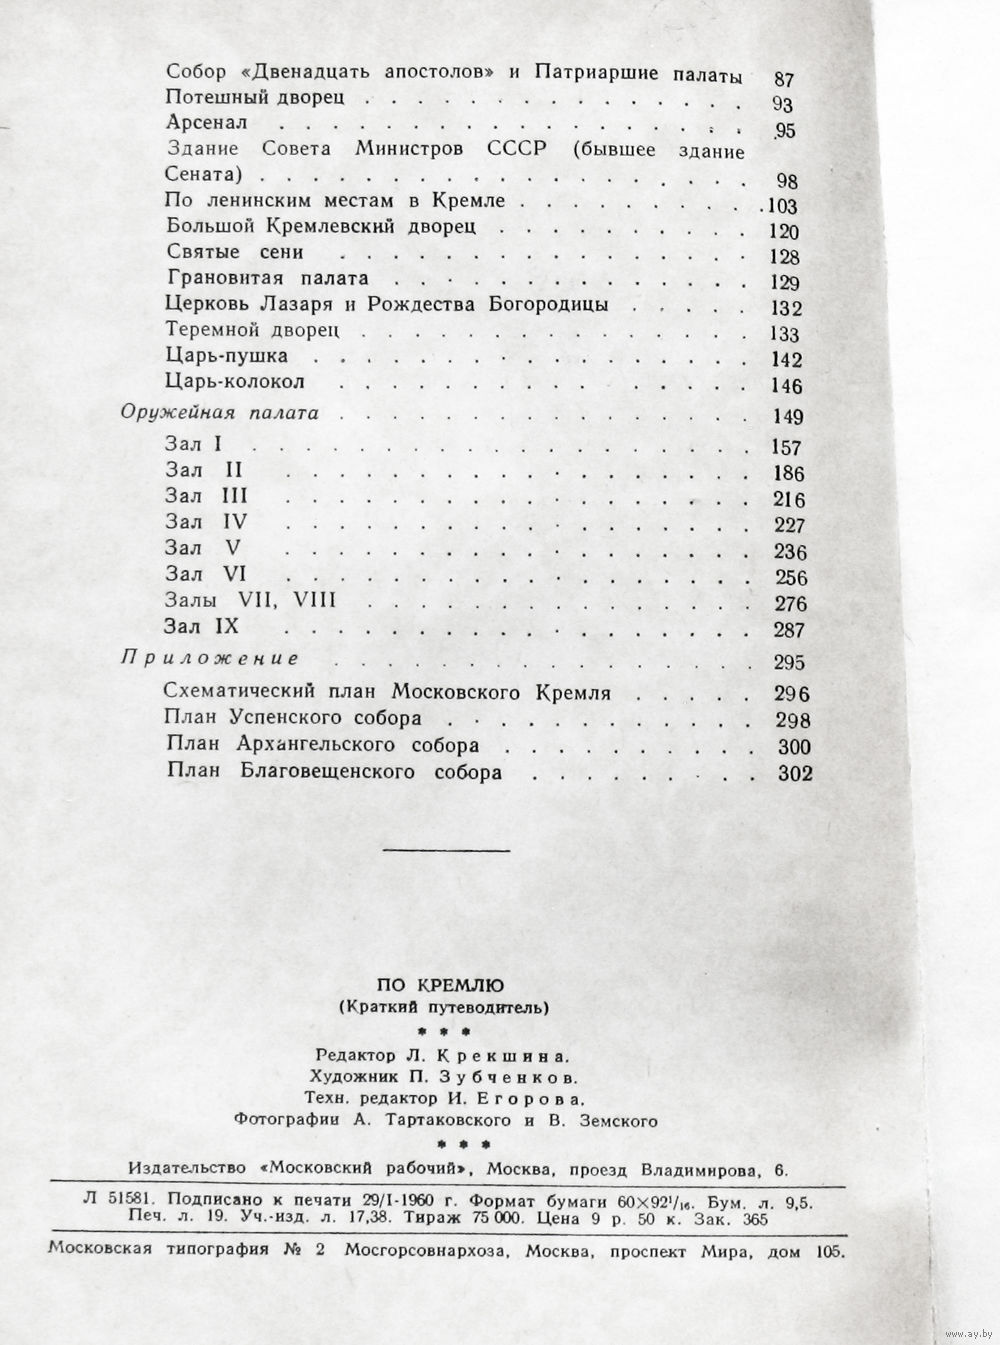 Собор «Двенадцать апостолов» и Патриаршие палаты 87
Потешный дворец . . . . . . . . . . . . . . . 93
Арсенал . . . . . . . . . . . . . . . . . . 95
Здание Совета Министров СССР (бывшее здание
Сената) . . . . . . . . . . . . . . . . . . . 98
По ленинским местам в Кремле . . . . . . . . . . 103
Большой Кремлевский дворец . . . . . . . . . . 120
Святые сени . . . . . . . . . . . . . . . . 128
Грановитая палата . . . . . . . . . . . . . . 129
Церковь Лазаря и Рождества Богородицы . . . . . 132
Теремной дворец . . . . . . . . . . . . . . . 133
Царь-пушка . . . . . . . . . . . . . . . . . 142
Царь-колокол . . . . . . . . . . . . . . . . 146
Оружейная палата . . . . . . . . . . . . . . . . 149
Зал I . . . . . . . . . . . . . . . . . . . 157
Зал II . . . . . . . . . . . . . . . . . . 186
Зал III . . . . . . . . . . . . . . . . . . 216
Зал IV . . . . . . . . . . . . . . . . . . 227
Зал V . . . . . . . . . . . . . . . . . . 236
Зал VI . . . . . . . . . . . . . . . . . . 256
Залы VII, VIII . . . . . . . . . . . . . . . 276
Зал IX . . . . . . . . . . . . . . . . . . 287
Приложение . . . . . . . . . . . . . . . . 295
Схематический план Московского Кремля . . . . . 296
План Успенского собора . . . . . . . . . . . . 298
План Архангельского собора . . . . . . . . . . 300
План Благовещенского собора . . . . . . . . . 302
ПО КРЕМЛЮ
(Краткий путеводитель)
* * *
Редактор Л. Крекшина.
Художник П. Зубченков.
Техн. редактор И. Егорова.
Фотографии А. Тартаковского и В. Земского
* * *
Издательство «Московский рабочий», Москва, проезд Владимирова, 6.
Л 51581. Подписано к печати 29/I-1960 г. Формат бумаги 60×92¹/₁₆. Бум. л. 9,5.
Печ. л. 19. Уч.-изд. л. 17,38. Тираж 75 000. Цена 9 р. 50 к. Зак. 365
Московская типография № 2 Мосгорсовнархоза, Москва, проспект Мира, дом 105.
www.ay.by